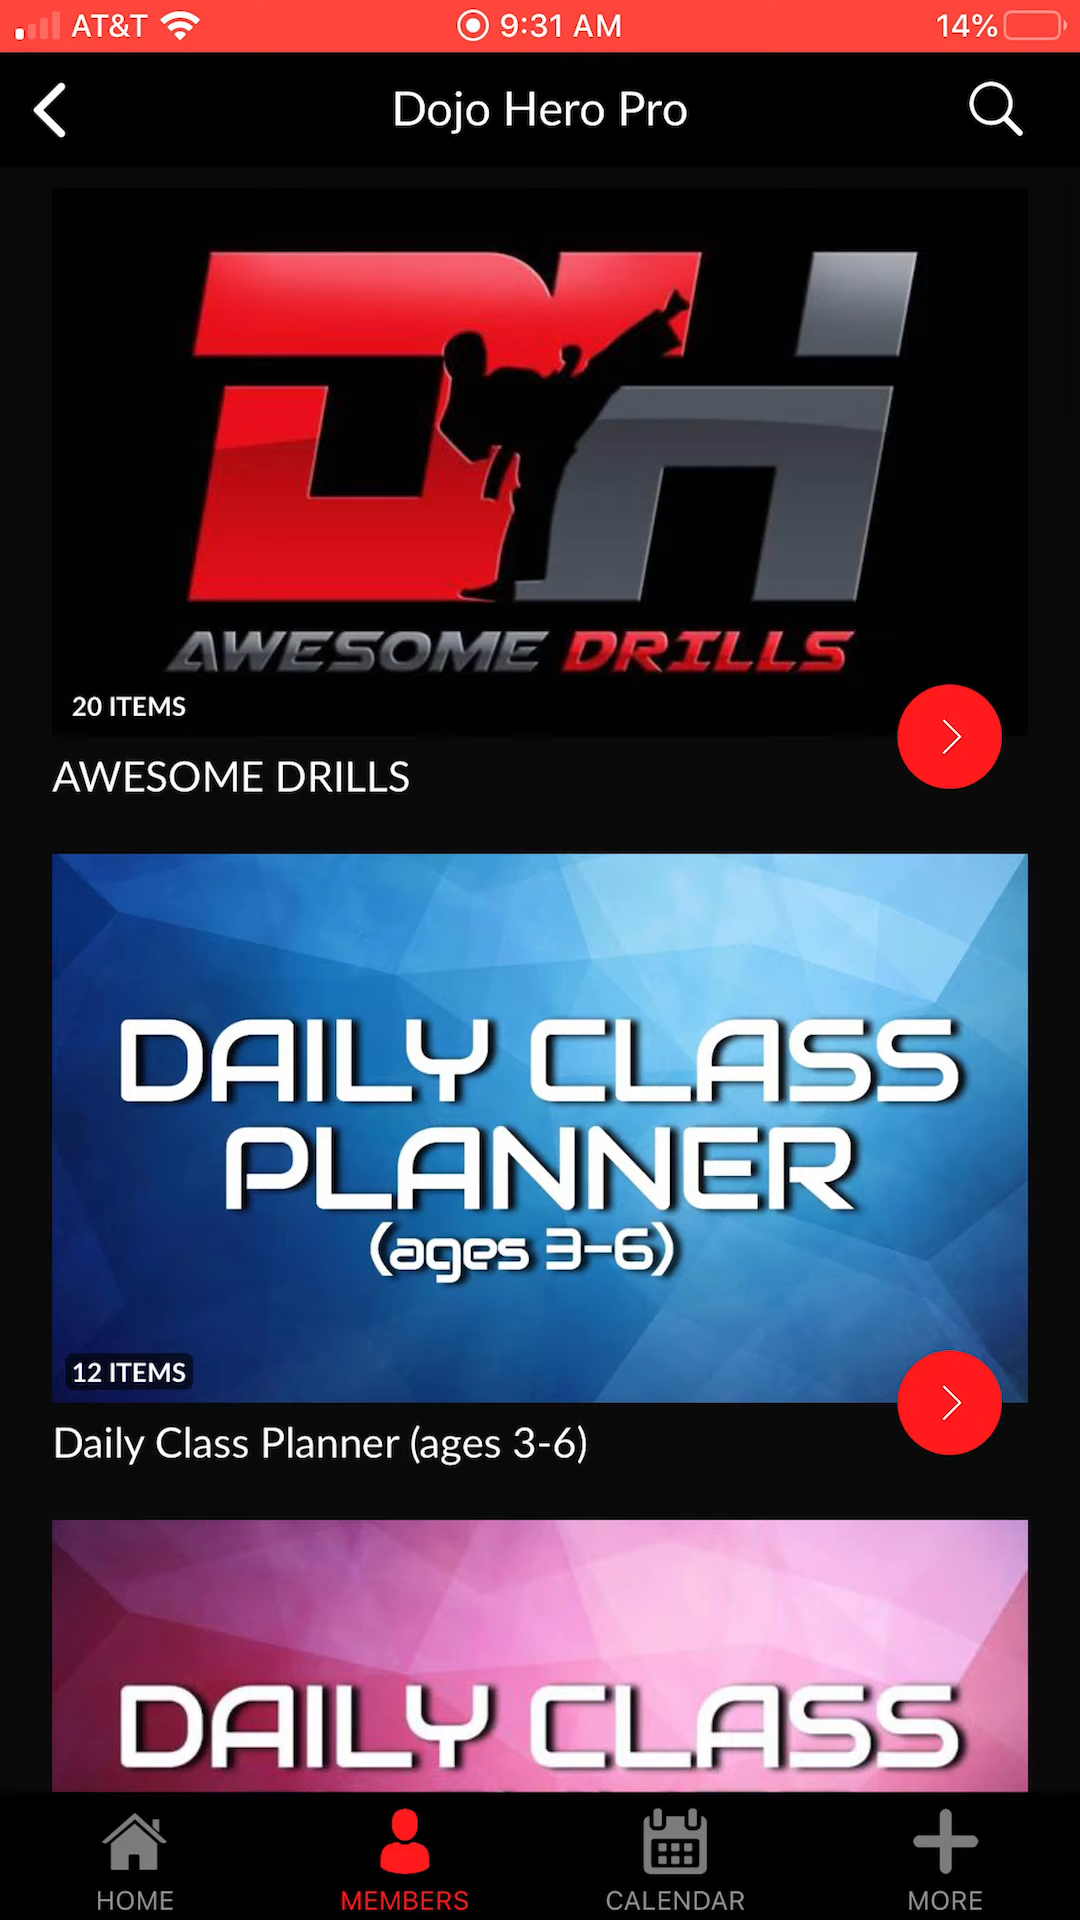 AT&T 9:31 AM 14%
Dojo Hero Pro
DH
AWESOME DRILLS
20 ITEMS
AWESOME DRILLS
DAILY CLASS
PLANNER
(ages 3-6)
12 ITEMS
Daily Class Planner (ages 3-6)
DAILY CLASS
HOME MEMBERS CALENDAR MORE